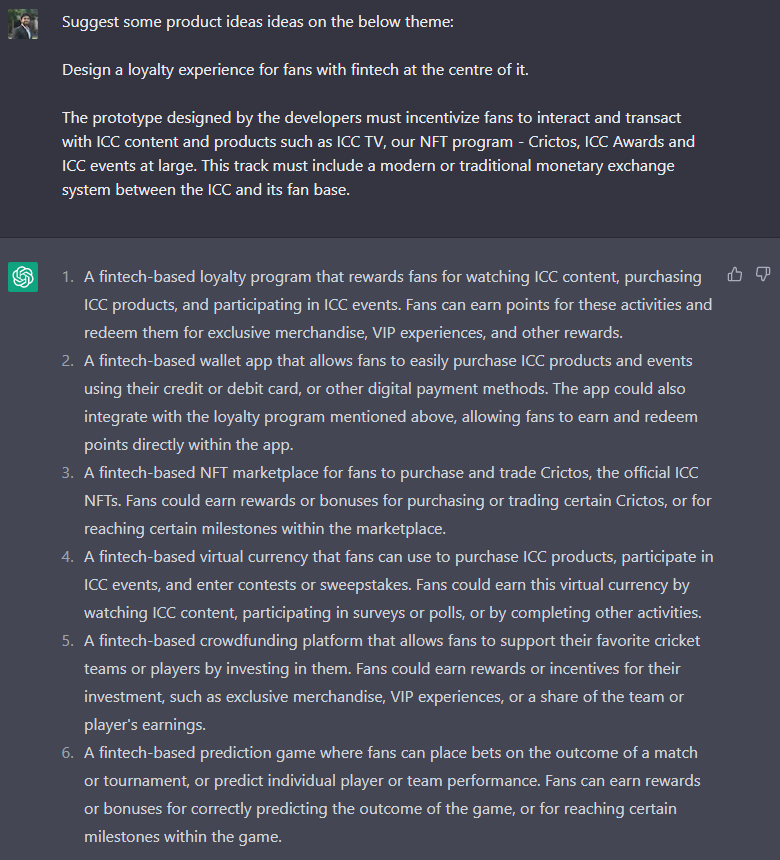 Suggest some product ideas ideas on the below theme:
Design a loyalty experience for fans with fintech at the centre of it.
The prototype designed by the developers must incentivize fans to interact and transact
with ICC content and products such as ICC TV, our NFT program - Crictos, ICC Awards and
ICC events at large. This track must include a modern or traditional monetary exchange
system between the ICC and its fan base.
1. A fintech-based loyalty program that rewards fans for watching ICC content, purchasing
ICC products, and participating in ICC events. Fans can earn points for these activities and
redeem them for exclusive merchandise, VIP experiences, and other rewards.
2. A fintech-based wallet app that allows fans to easily purchase ICC products and events
using their credit or debit card, or other digital payment methods. The app could also
integrate with the loyalty program mentioned above, allowing fans to earn and redeem
points directly within the app.
3. A fintech-based NFT marketplace for fans to purchase and trade Crictos, the official ICC
NFTs. Fans could earn rewards or bonuses for purchasing or trading certain Crictos, or for
reaching certain milestones within the marketplace.
4. A fintech-based virtual currency that fans can use to purchase ICC products, participate in
ICC events, and enter contests or sweepstakes. Fans could earn this virtual currency by
watching ICC content, participating in surveys or polls, or by completing other activities.
5. A fintech-based crowdfunding platform that allows fans to support their favorite cricket
teams or players by investing in them. Fans could earn rewards or incentives for their
investment, such as exclusive merchandise, VIP experiences, or a share of the team or
player's earnings.
6. A fintech-based prediction game where fans can place bets on the outcome of a match
or tournament, or predict individual player or team performance. Fans can earn rewards
or bonuses for correctly predicting the outcome of the game, or for reaching certain
milestones within the game.